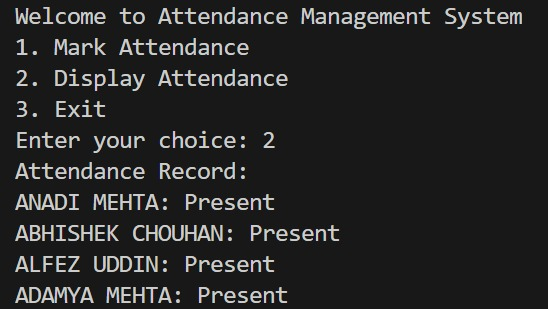 Welcome to Attendance Management System
1. Mark Attendance
2. Display Attendance
3. Exit
Enter your choice: 2
Attendance Record:
ANADI MEHTA: Present
ABHISHEK CHOUHAN: Present
ALFEZ UDDIN: Present
ADAMYA MEHTA: Present